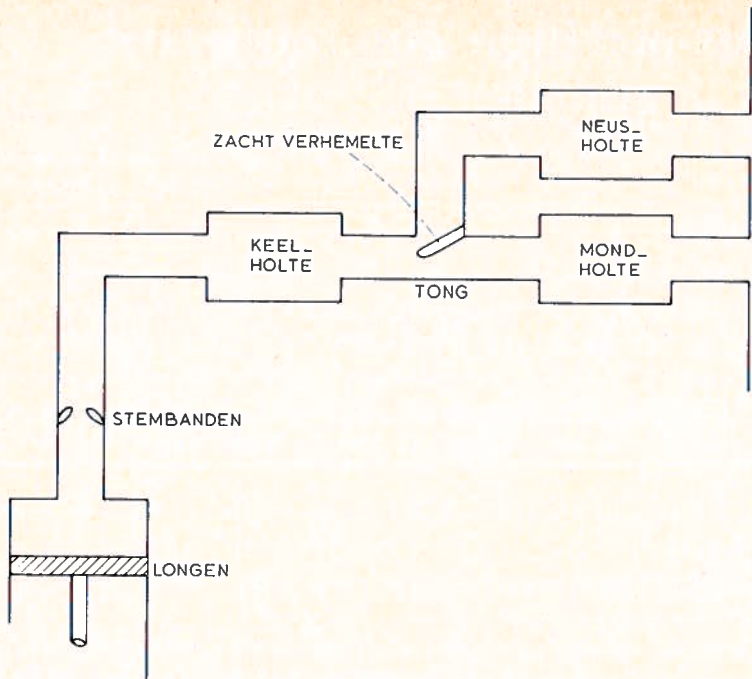 ZACHT VERHEMELTE
NEUS_
HOLTE
KEEL_
HOLTE
MOND_
HOLTE
TONG
STEMBANDEN
LONGEN